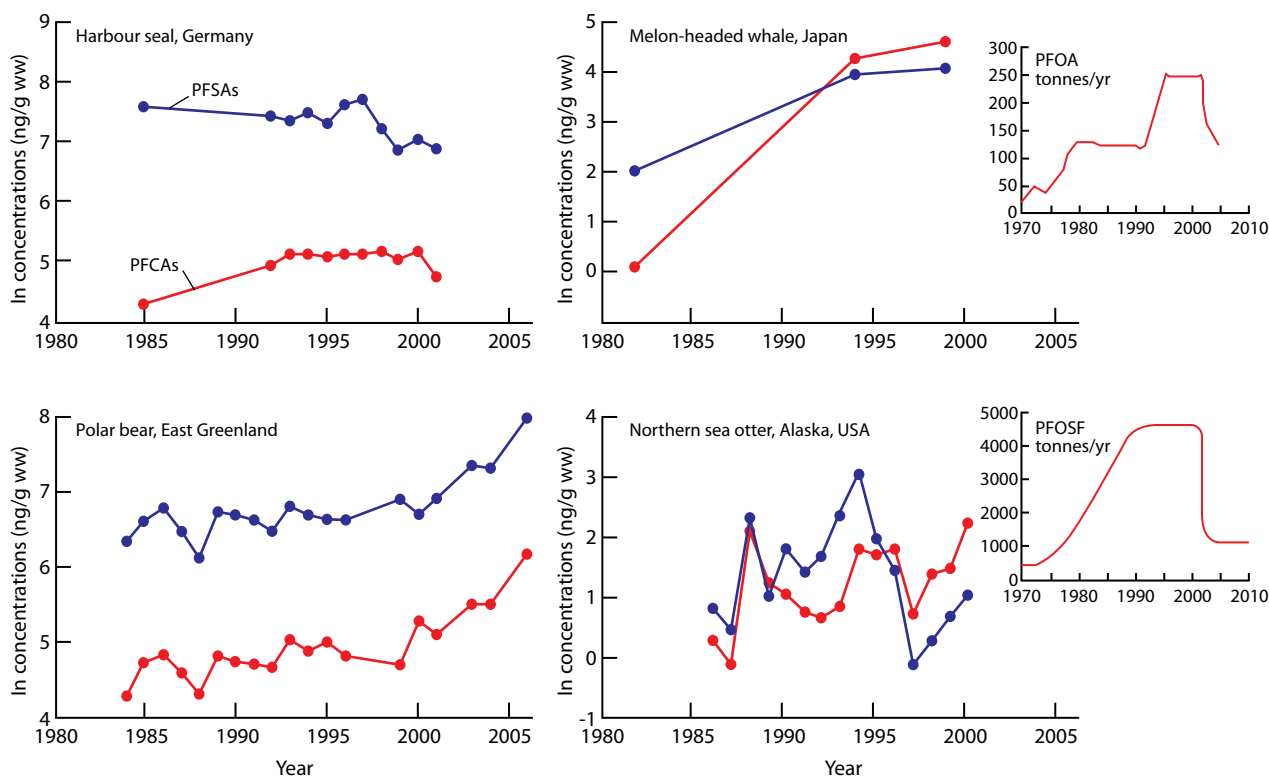 Harbour seal, Germany
ln concentrations (ng/g ww)
9
8
7
6
5
4
PFSAs
PFCAs
1980 1985 1990 1995 2000 2005
Melon-headed whale, Japan
ln concentrations (ng/g ww)
5
4
3
2
1
0
1980 1985 1990 1995 2000 2005
PFOA
tonnes/yr
300
250
200
150
100
50
0
1970 1980 1990 2000 2010
Polar bear, East Greenland
ln concentrations (ng/g ww)
8
7
6
5
4
1980 1985 1990 1995 2000 2005
Year
Northern sea otter, Alaska, USA
ln concentrations (ng/g ww)
4
3
2
1
0
-1
1980 1985 1990 1995 2000 2005
Year
PFOSF
tonnes/yr
5000
4000
3000
2000
1000
0
1970 1980 1990 2000 2010